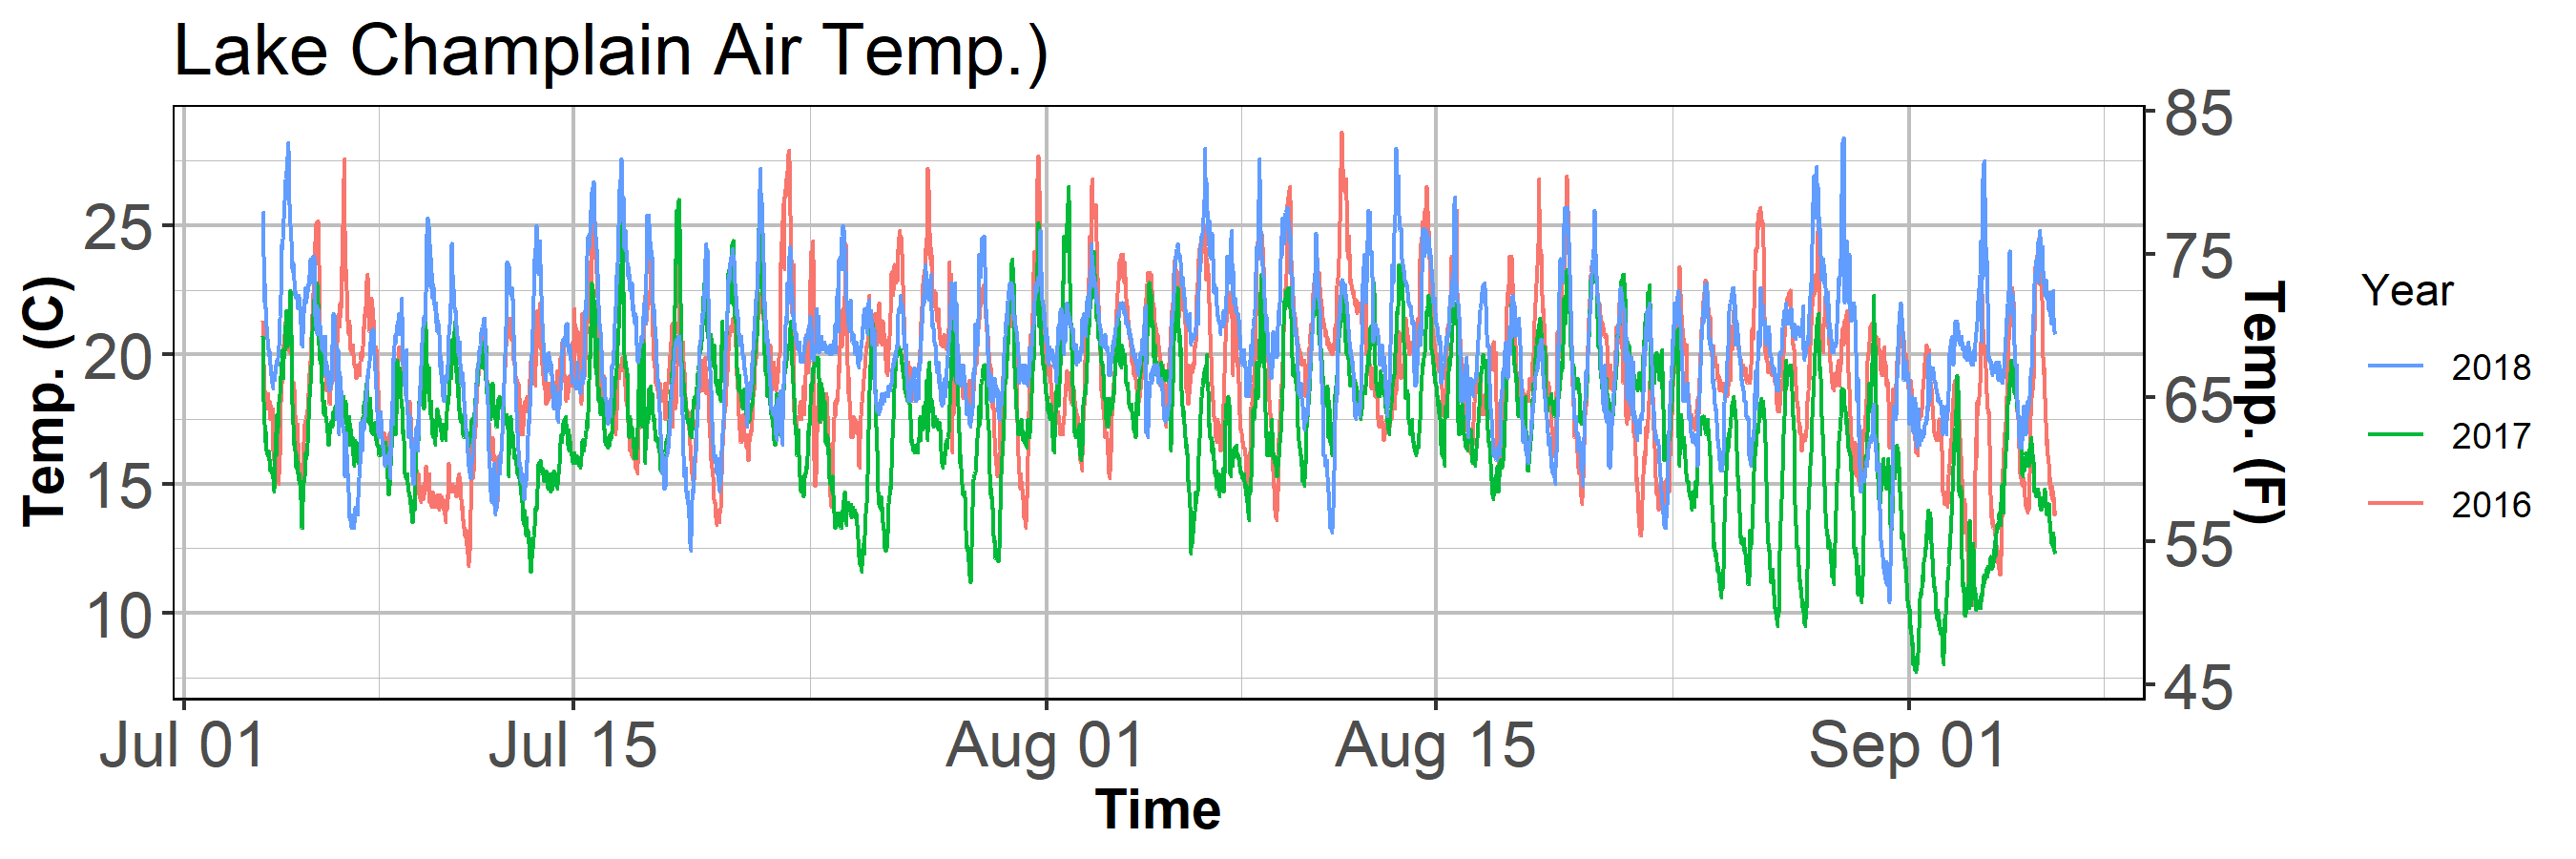 Lake Champlain Air Temp.)
Temp. (C)
25
20
15
10
85
75
65
55
45
Temp. (F)
Jul 01
Jul 15
Aug 01
Aug 15
Sep 01
Time
Year
2018
2017
2016